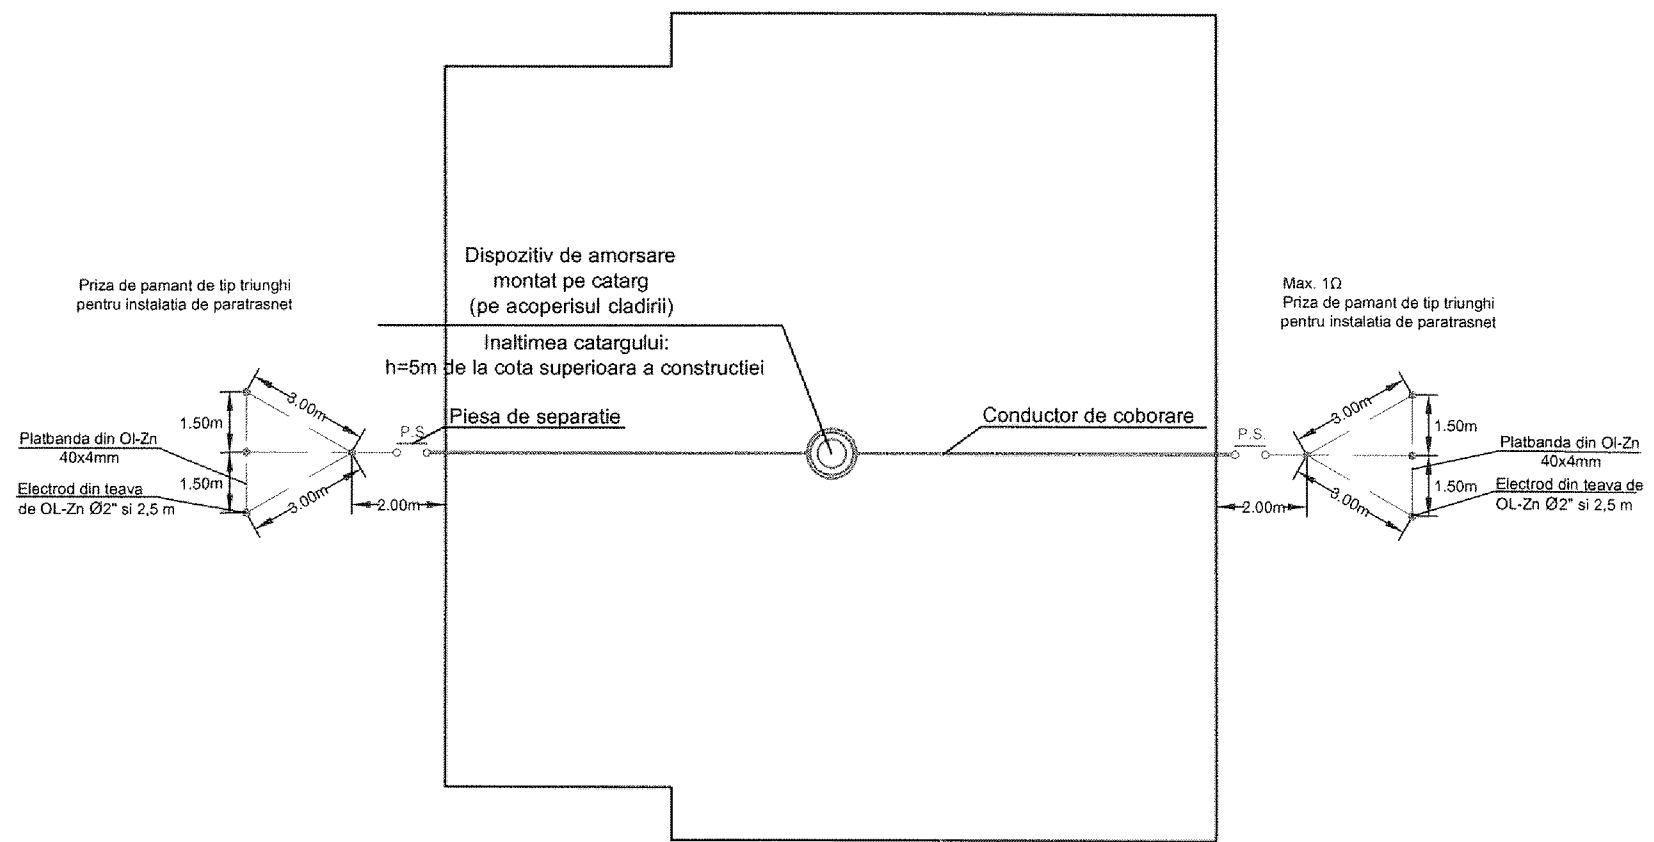 Dispozitiv de amorsare
montat pe catarg
(pe acoperisul cladirii)
Inaltimea catargului:
h=5m de la cota superioara a constructiei
Priza de pamant de tip triunghi
pentru instalatia de paratrasnet
3.00m
1.50m
Platbanda din Ol-Zn
40x4mm
1.50m
Electrod din teava
de OL-Zn Ø2" si 2,5 m
3.00m
2.00m
P.S.
Piesa de separatie
Conductor de coborare
Max. 1Ω
Priza de pamant de tip triunghi
pentru instalatia de paratrasnet
P.S.
3.00m
1.50m
Platbanda din Ol-Zn
40x4mm
1.50m
Electrod din teava de
OL-Zn Ø2" si 2,5 m
3.00m
2.00m